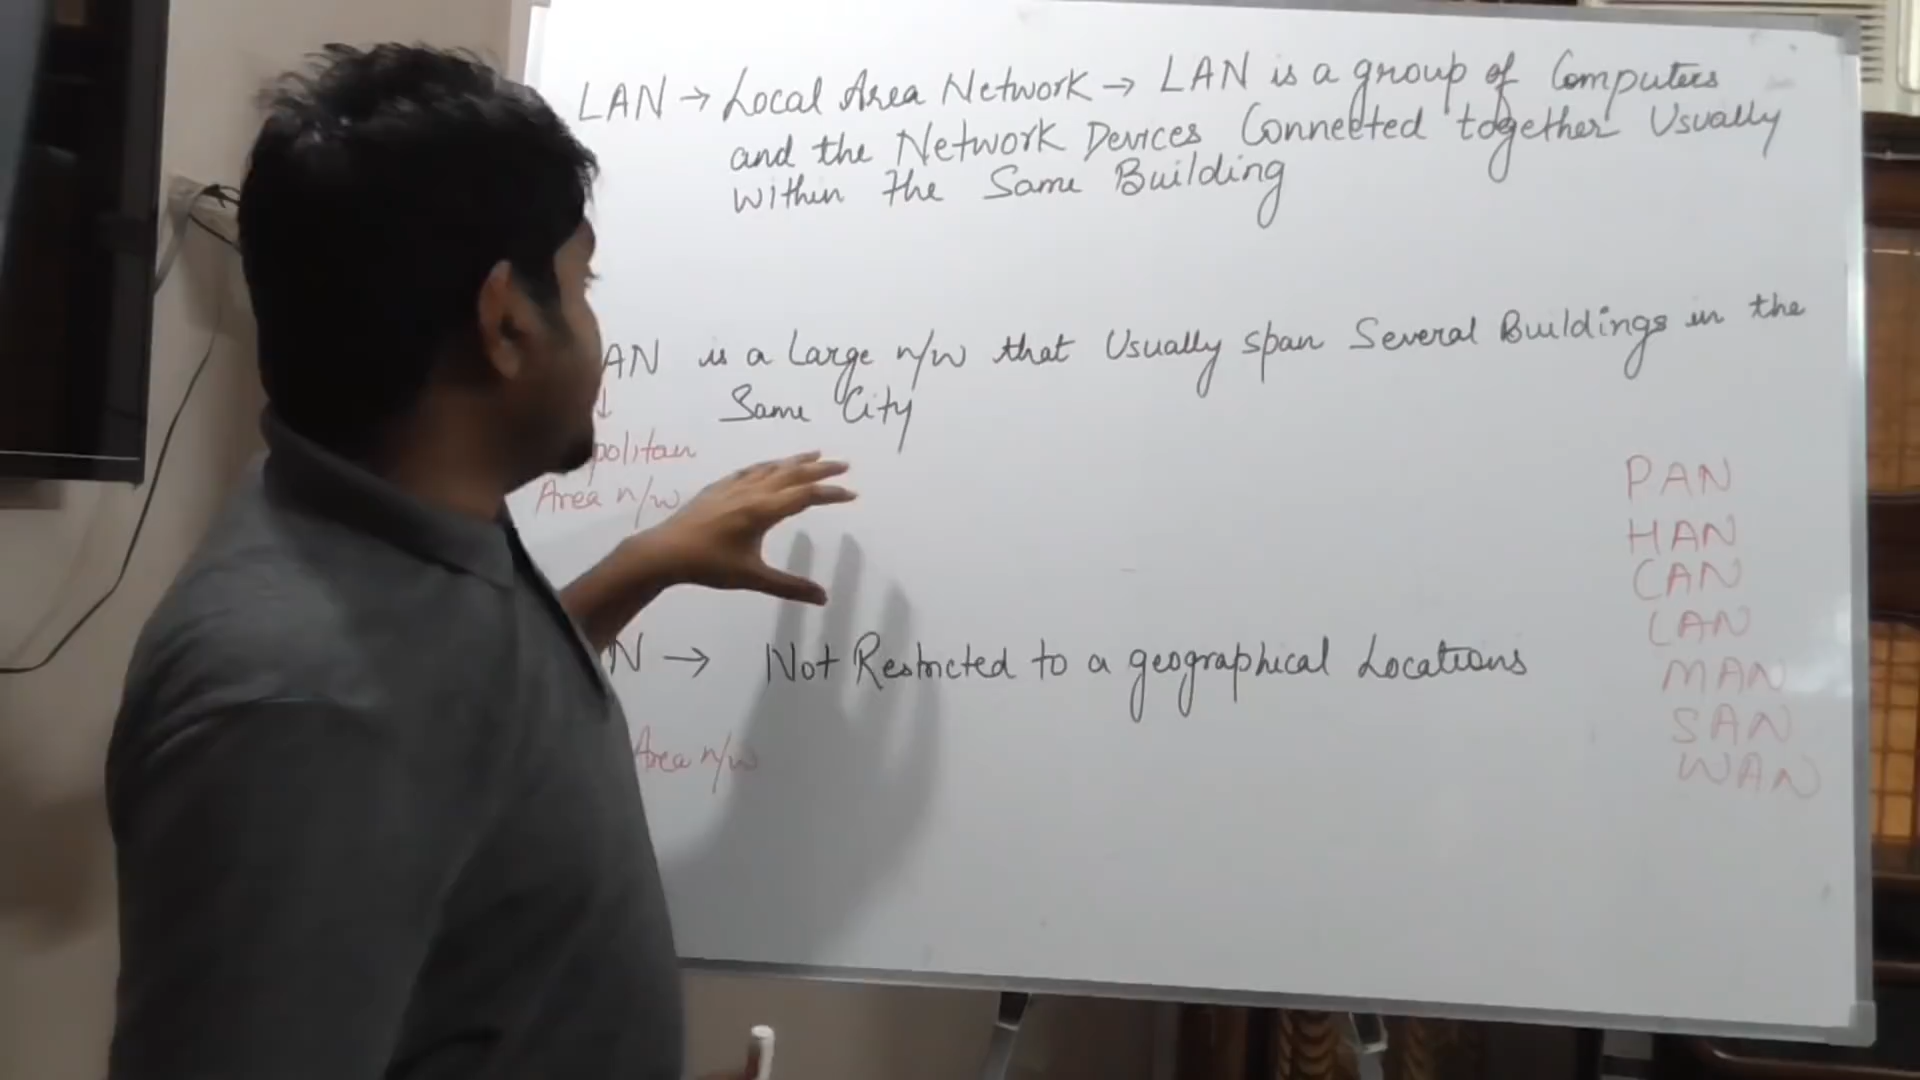 LAN → Local Area Network → LAN is a group of Computers
and the Network Devices Connected together Usually
within the Same Building
AN is a Large n/w that Usually span Several Buildings in the
↓ Same City
politan
Area n/w
N → Not Restricted to a geographical Locations
Area n/w
PAN
HAN
CAN
LAN
MAN
SAN
WAN